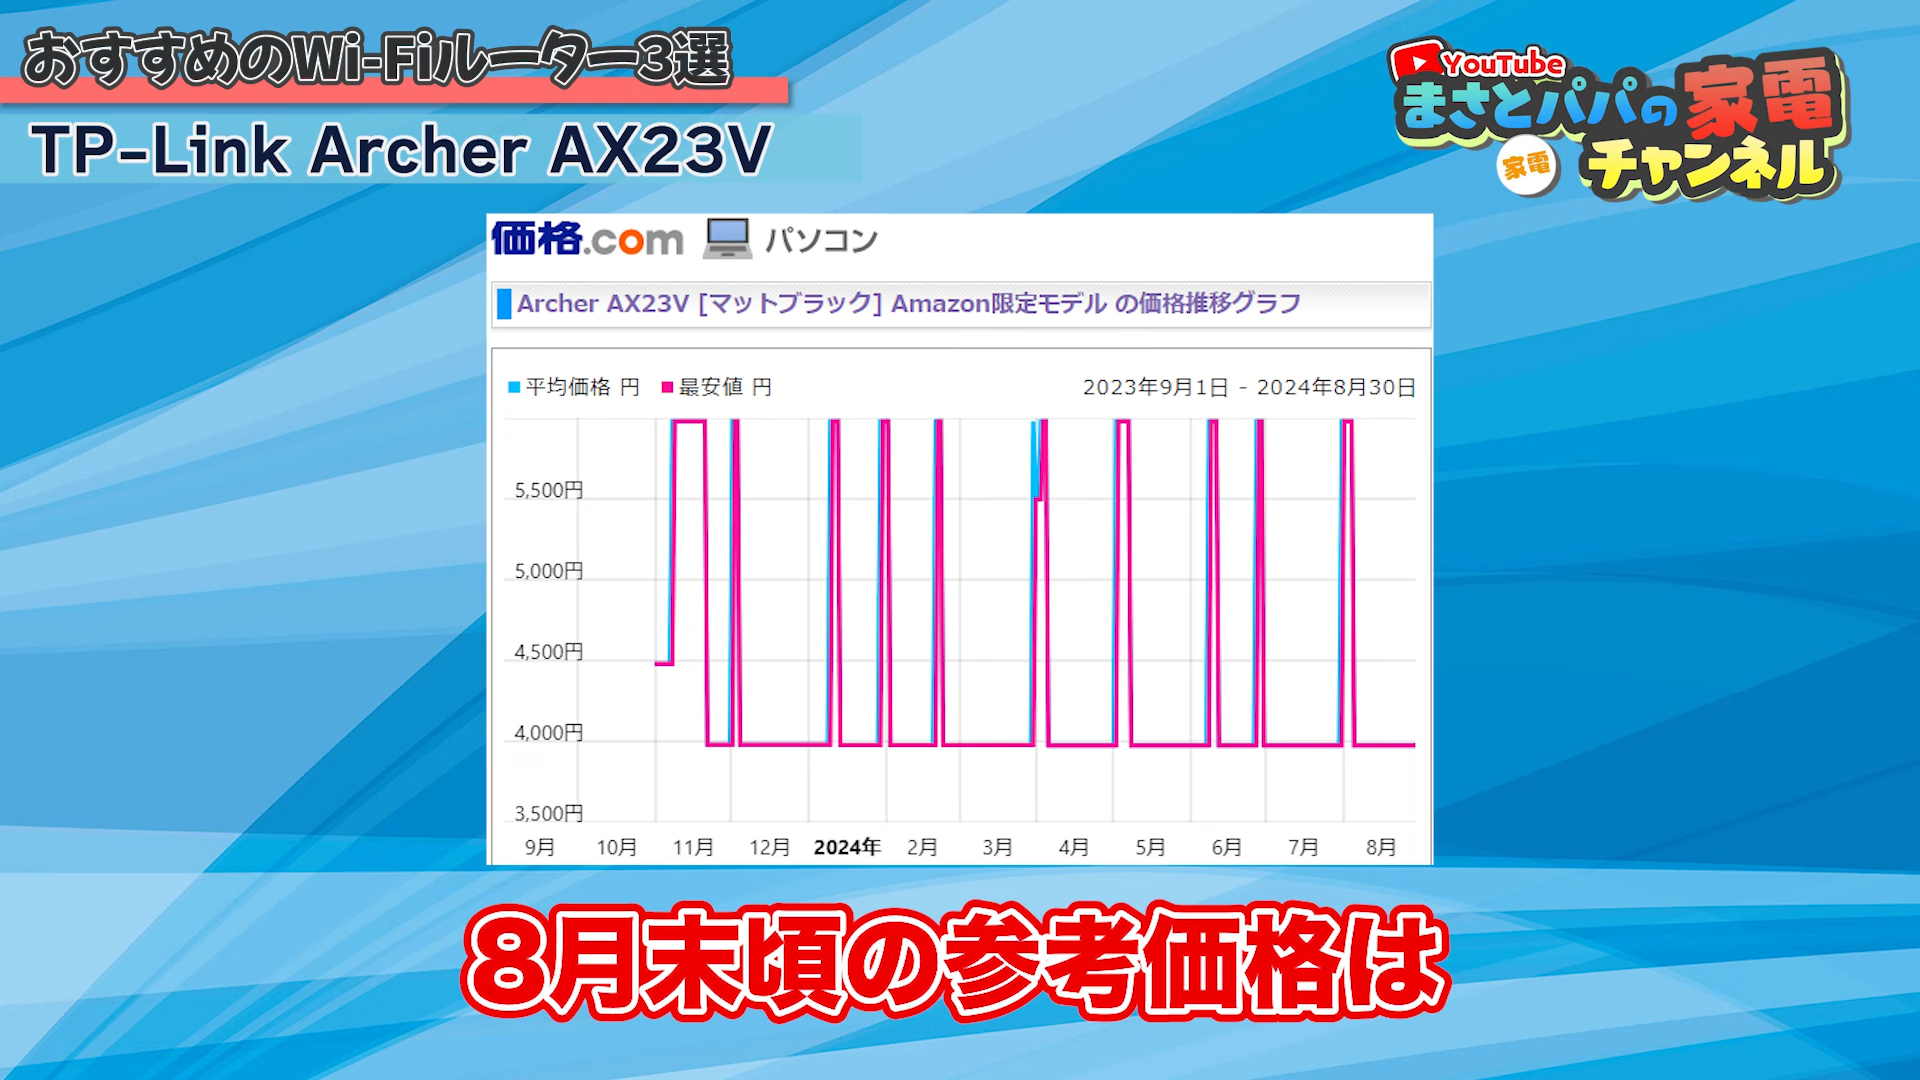 おすすめのWi-Fiルーター3選
TP-Link Archer AX23V
YouTube
まさとパパの家電
家電
チャンネル
価格.com パソコン
Archer AX23V [マットブラック] Amazon限定モデル の価格推移グラフ
平均価格 円 最安値 円 2023年9月1日 - 2024年8月30日
5,500円
5,000円
4,500円
4,000円
3,500円
9月 10月 11月 12月 2024年 2月 3月 4月 5月 6月 7月 8月
8月末頃の参考価格は